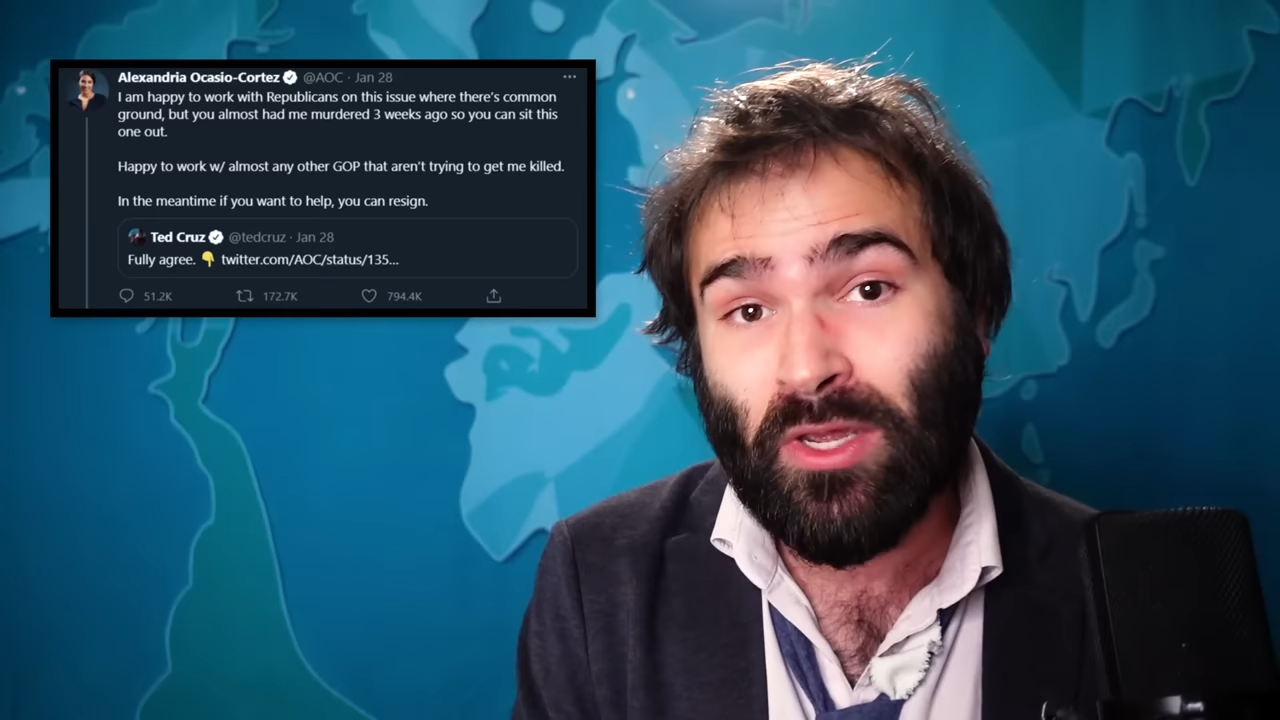 Alexandria Ocasio-Cortez @AOC · Jan 28
I am happy to work with Republicans on this issue where there's common
ground, but you almost had me murdered 3 weeks ago so you can sit this
one out.
Happy to work w/ almost any other GOP that aren't trying to get me killed.
In the meantime if you want to help, you can resign.
Ted Cruz @tedcruz · Jan 28
Fully agree. 👇 twitter.com/AOC/status/135...
51.2K 172.7K 794.4K